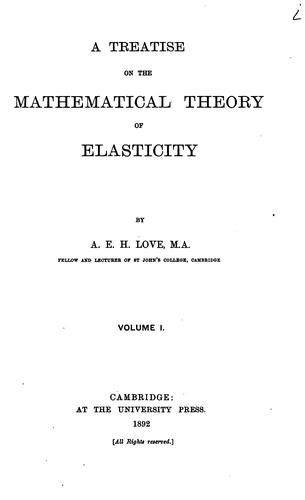 A TREATISE
ON THE
MATHEMATICAL THEORY
OF
ELASTICITY
BY
A. E. H. LOVE, M.A.
FELLOW AND LECTURER OF ST JOHN'S COLLEGE, CAMBRIDGE
VOLUME I.
CAMBRIDGE:
AT THE UNIVERSITY PRESS.
1892
[All Rights reserved.]